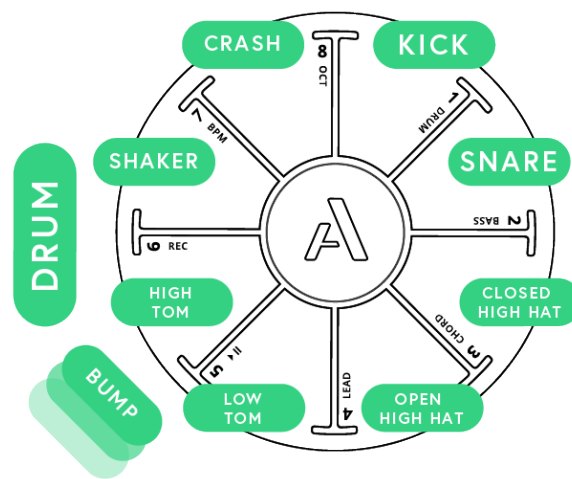 CRASH
KICK
8 OCT
7 BPM
1 DRUM
SHAKER
SNARE
DRUM
A
6 REC
2 BASS
HIGH
TOM
CLOSED
HIGH HAT
5 ▶II
3 CHORD
4 LEAD
BUMP
LOW
TOM
OPEN
HIGH HAT